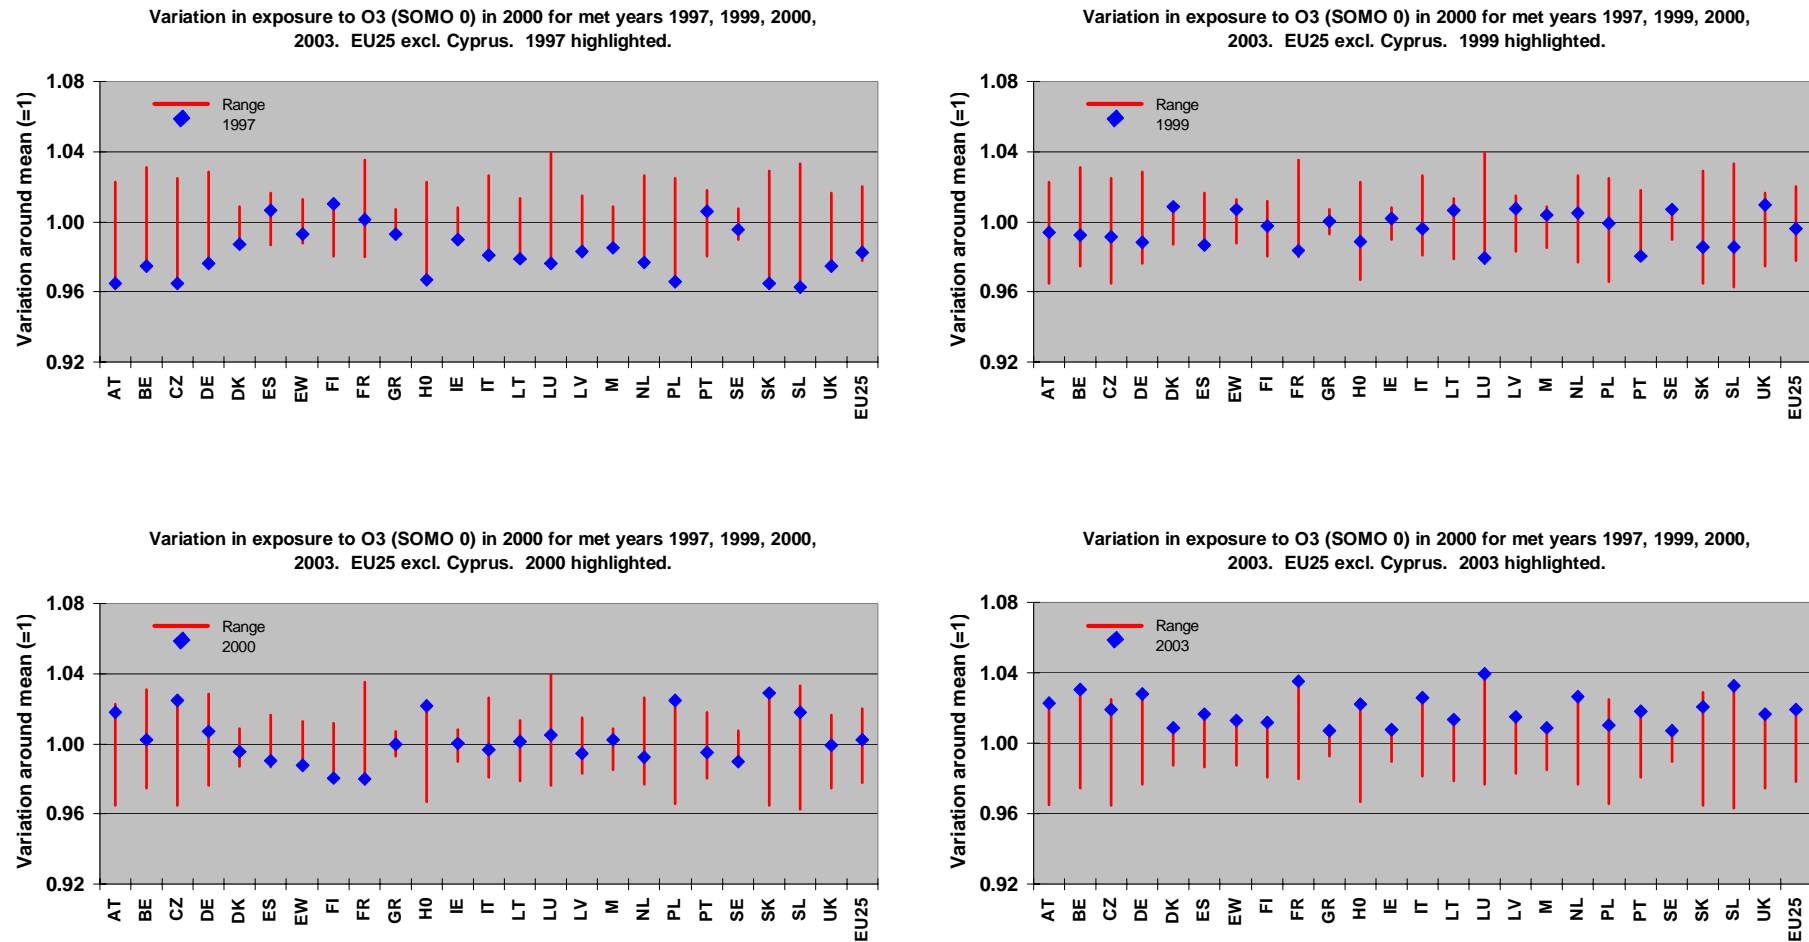 Variation in exposure to O3 (SOMO 0) in 2000 for met years 1997, 1999, 2000,
2003.  EU25 excl. Cyprus.  1997 highlighted.
Variation around mean (=1)
1.08
1.04
1.00
0.96
0.92
Range
1997
AT
BE
CZ
DE
DK
ES
EW
FI
FR
GR
H0
IE
IT
LT
LU
LV
M
NL
PL
PT
SE
SK
SL
UK
EU25
Variation in exposure to O3 (SOMO 0) in 2000 for met years 1997, 1999, 2000,
2003.  EU25 excl. Cyprus.  1999 highlighted.
Variation around mean (=1)
1.08
1.04
1.00
0.96
0.92
Range
1999
AT
BE
CZ
DE
DK
ES
EW
FI
FR
GR
H0
IE
IT
LT
LU
LV
M
NL
PL
PT
SE
SK
SL
UK
EU25
Variation in exposure to O3 (SOMO 0) in 2000 for met years 1997, 1999, 2000,
2003.  EU25 excl. Cyprus.  2000 highlighted.
Variation around mean (=1)
1.08
1.04
1.00
0.96
0.92
Range
2000
AT
BE
CZ
DE
DK
ES
EW
FI
FR
GR
H0
IE
IT
LT
LU
LV
M
NL
PL
PT
SE
SK
SL
UK
EU25
Variation in exposure to O3 (SOMO 0) in 2000 for met years 1997, 1999, 2000,
2003.  EU25 excl. Cyprus.  2003 highlighted.
Variation around mean (=1)
1.08
1.04
1.00
0.96
0.92
Range
2003
AT
BE
CZ
DE
DK
ES
EW
FI
FR
GR
H0
IE
IT
LT
LU
LV
M
NL
PL
PT
SE
SK
SL
UK
EU25